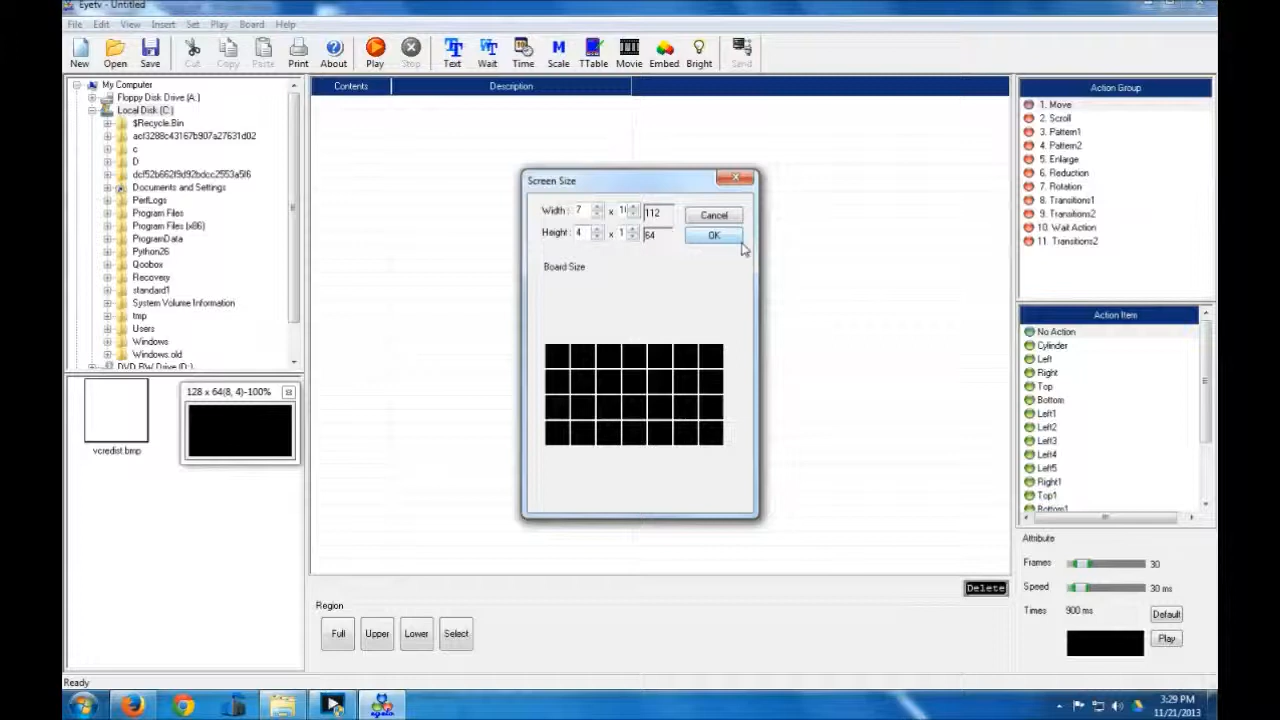 Eyetv - Untitled
File Edit View Insert Set Play Board Help
New Open Save Cut Copy Paste Print About Play Stop Text Wait Time Scale TTable Movie Embed Bright Send
My Computer
Floppy Disk Drive (A:)
Local Disk (C:)
$Recycle.Bin
acf3288c43167b907a27631d02
c
D
dcf52b662f9d92bdcc2553a5f6
Documents and Settings
PerfLogs
Program Files
Program Files (x86)
ProgramData
Python26
Qoobox
Recovery
standard1
System Volume Information
tmp
Users
Windows
Windows.old
DVD RW Drive (D:)
vcredist.bmp
128 x 64(8, 4)-100%
Contents Description
Screen Size
Width : 7 x 1 112 Cancel
Height : 4 x 1 64 OK
Board Size
Delete
Region
Full Upper Lower Select
Action Group
1. Move
2. Scroll
3. Pattern1
4. Pattern2
5. Enlarge
6. Reduction
7. Rotation
8. Transitons1
9. Transitions2
10. Wait Action
11. Transitions2
Action Item
No Action
Cylinder
Left
Right
Top
Bottom
Left1
Left2
Left3
Left4
Left5
Right1
Top1
Bottom1
Attribute
Frames 30
Speed 30 ms
Times 900 ms Default
Play
Ready
3:29 PM
11/21/2013